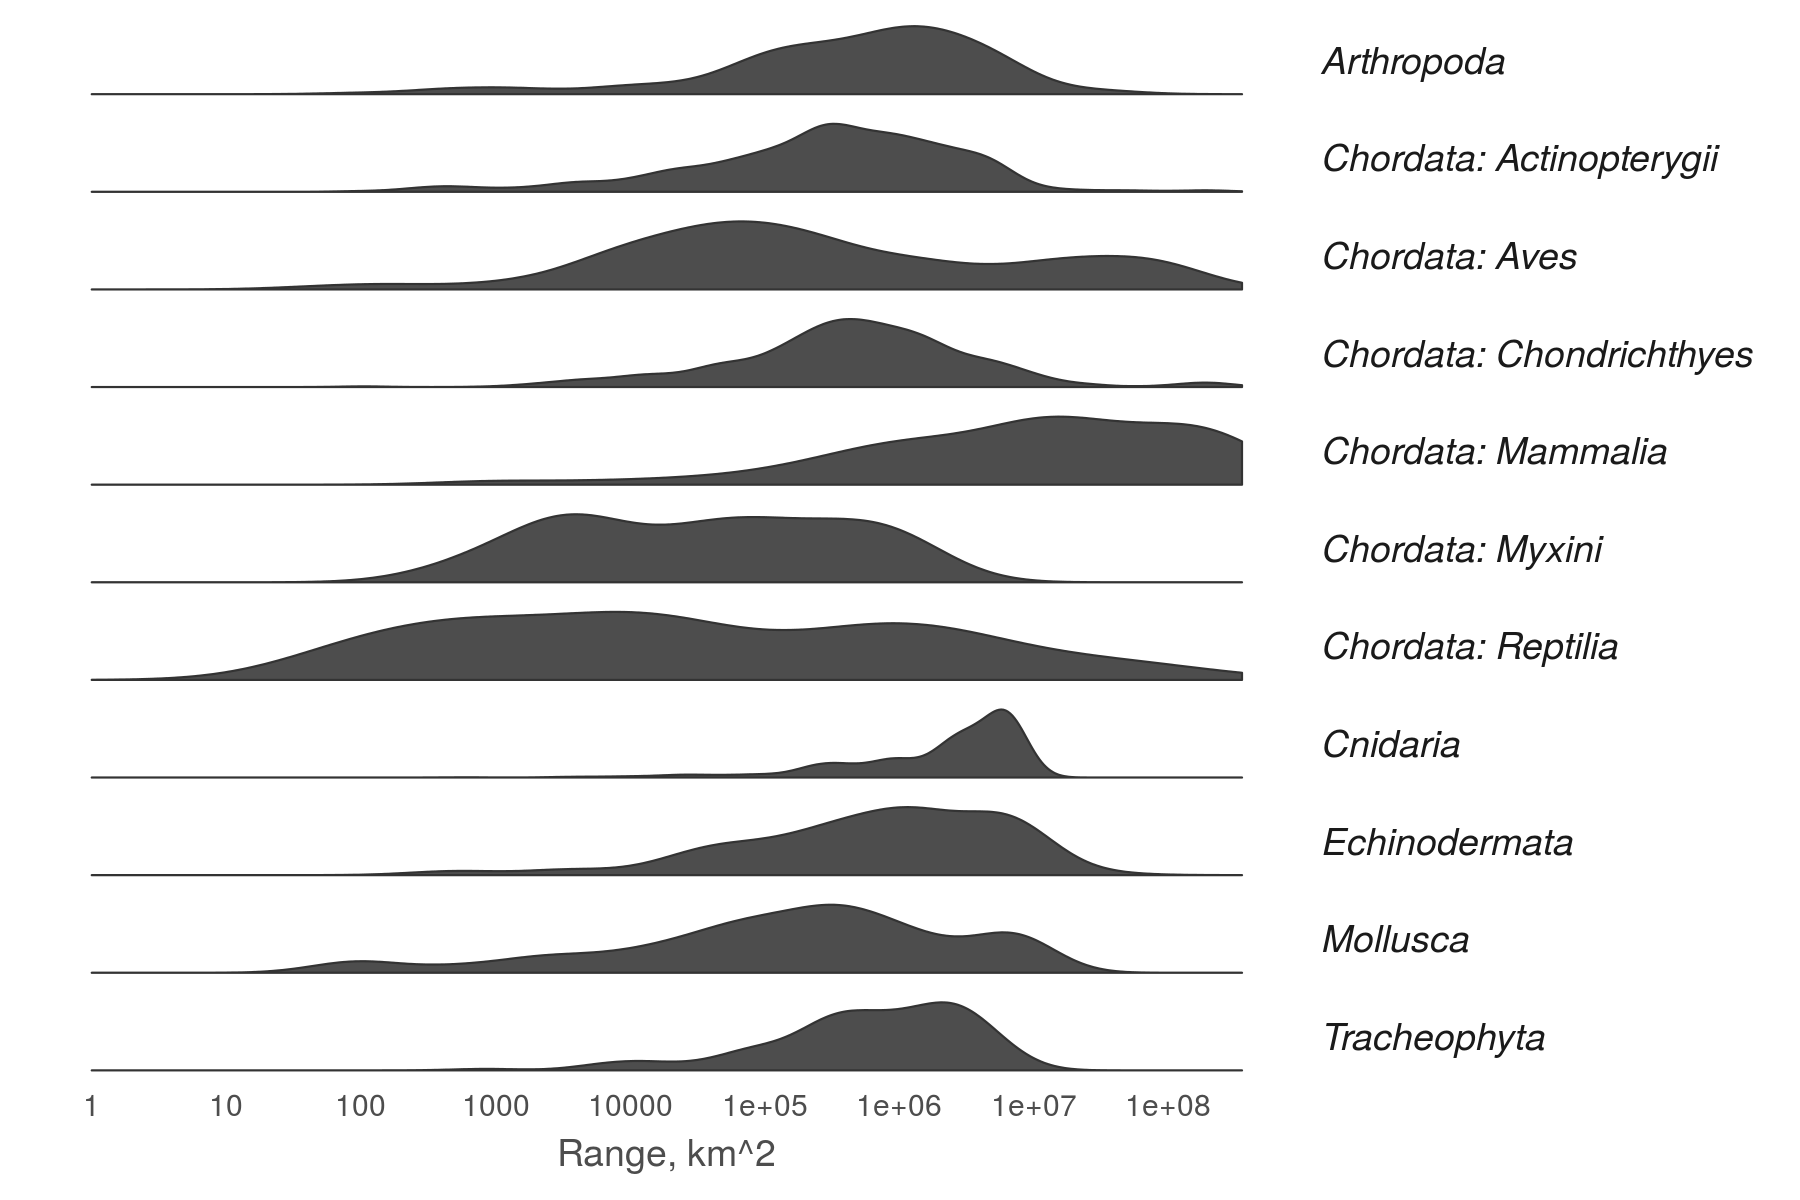 Arthropoda
Chordata: Actinopterygii
Chordata: Aves
Chordata: Chondrichthyes
Chordata: Mammalia
Chordata: Myxini
Chordata: Reptilia
Cnidaria
Echinodermata
Mollusca
Tracheophyta
1 10 100 1000 10000 1e+05 1e+06 1e+07 1e+08
Range, km^2